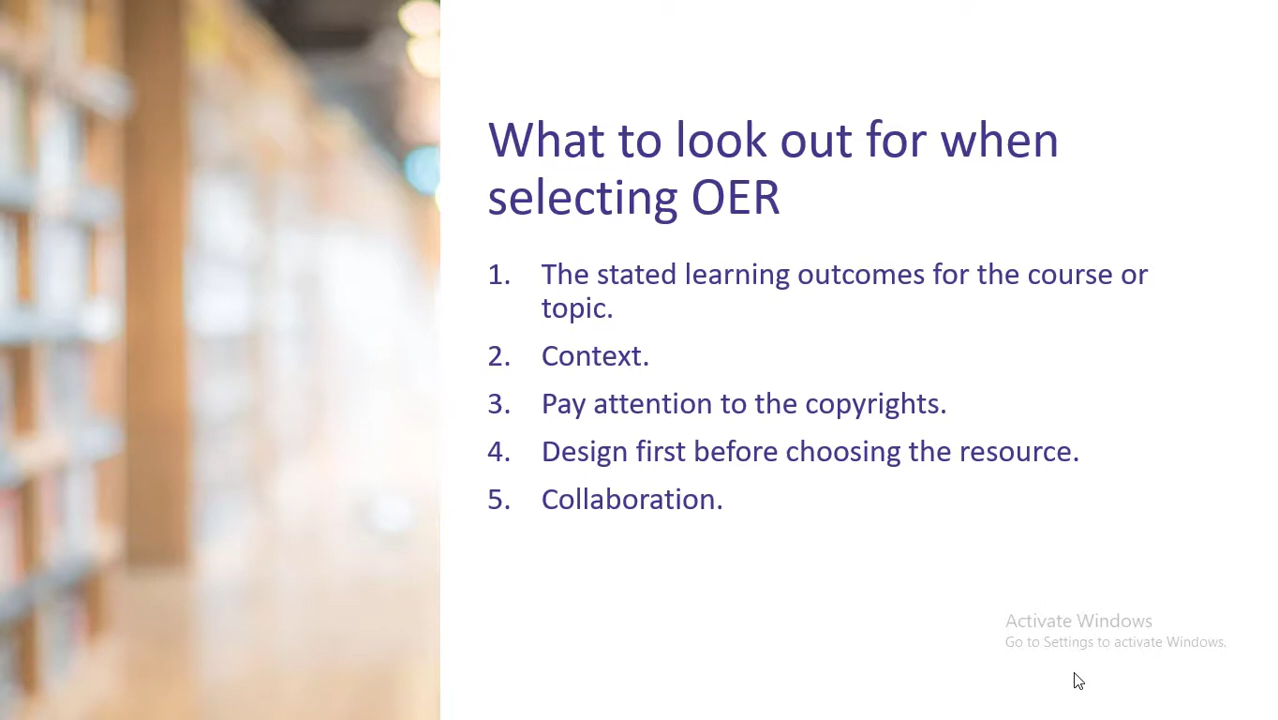 What to look out for when
selecting OER
1. The stated learning outcomes for the course or
topic.
2. Context.
3. Pay attention to the copyrights.
4. Design first before choosing the resource.
5. Collaboration.
Activate Windows
Go to Settings to activate Windows.